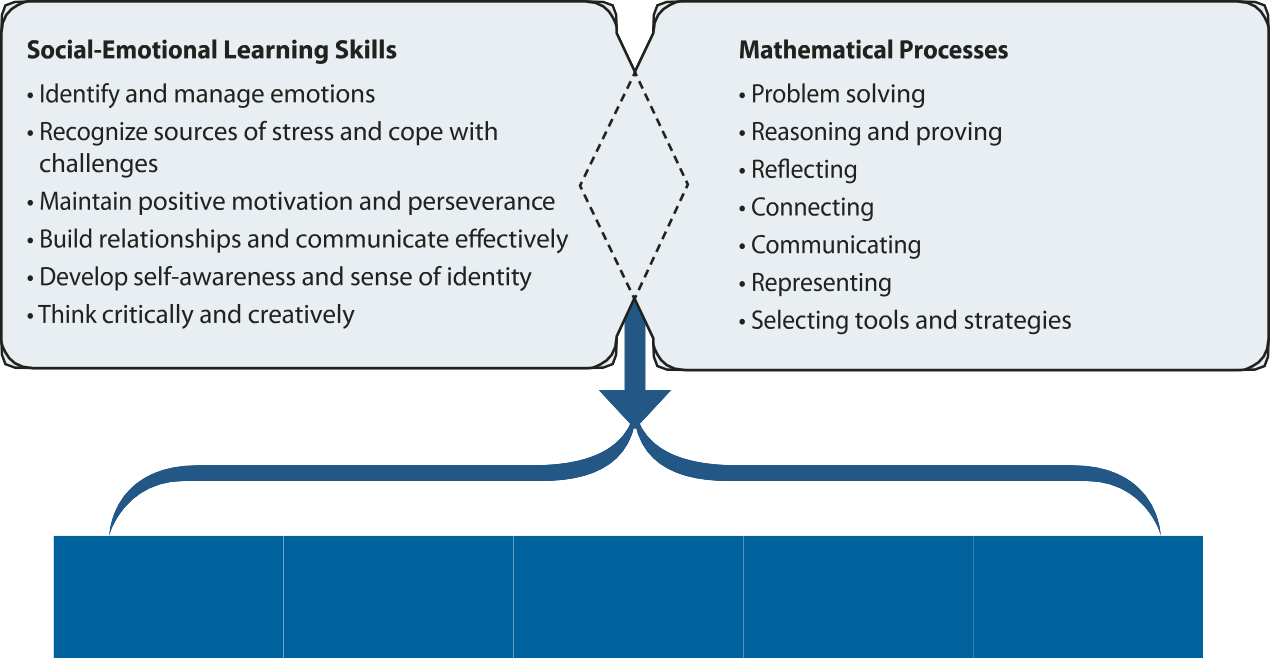 Social-Emotional Learning Skills
• Identify and manage emotions
• Recognize sources of stress and cope with
challenges
• Maintain positive motivation and perseverance
• Build relationships and communicate effectively
• Develop self-awareness and sense of identity
• Think critically and creatively
Mathematical Processes
• Problem solving
• Reasoning and proving
• Reflecting
• Connecting
• Communicating
• Representing
• Selecting tools and strategies